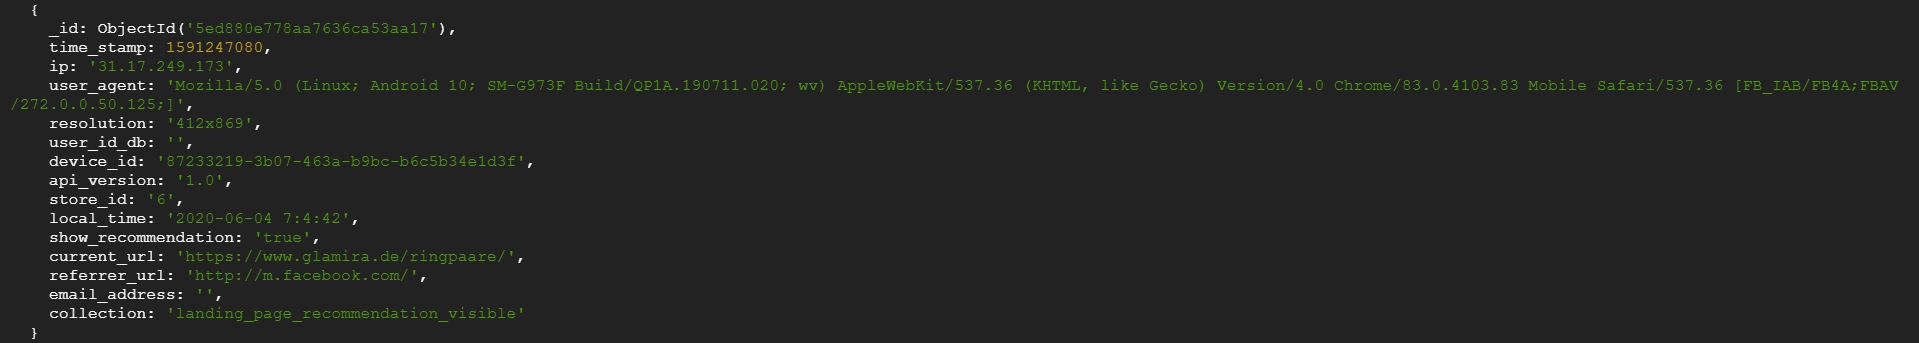 {
_id: ObjectId('5ed880e778aa7636ca53aa17'),
time_stamp: 1591247080,
ip: '31.17.249.173',
user_agent: 'Mozilla/5.0 (Linux; Android 10; SM-G973F Build/QP1A.190711.020; wv) AppleWebKit/537.36 (KHTML, like Gecko) Version/4.0 Chrome/83.0.4103.83 Mobile Safari/537.36 [FB_IAB/FB4A;FBAV
/272.0.0.50.125;]',
resolution: '412x869',
user_id_db: '',
device_id: '87233219-3b07-463a-b9bc-b6c5b34e1d3f',
api_version: '1.0',
store_id: '6',
local_time: '2020-06-04 7:4:42',
show_recommendation: 'true',
current_url: 'https://www.glamira.de/ringpaare/',
referrer_url: 'http://m.facebook.com/',
email_address: '',
collection: 'landing_page_recommendation_visible'
}